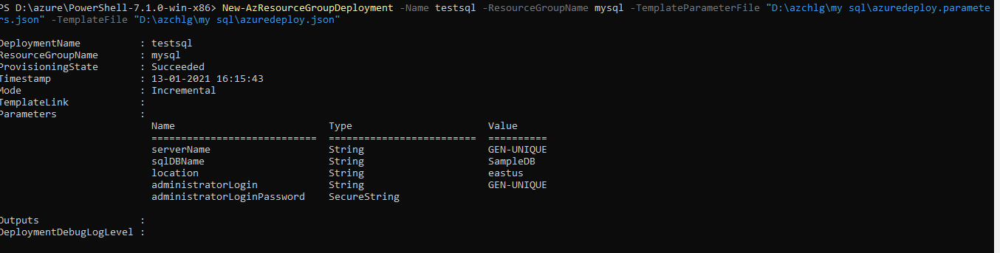 PS D:\azure\PowerShell-7.1.0-win-x86> New-AzResourceGroupDeployment -Name testsql -ResourceGroupName mysql -TemplateParameterFile "D:\azchlg\my sql\azuredeploy.paramete
rs.json" -TemplateFile "D:\azchlg\my sql\azuredeploy.json"
DeploymentName : testsql
ResourceGroupName : mysql
ProvisioningState : Succeeded
Timestamp : 13-01-2021 16:15:43
Mode : Incremental
TemplateLink :
Parameters :
Name Type Value
============================ ========================= ==========
serverName String GEN-UNIQUE
sqlDBName String SampleDB
location String eastus
administratorLogin String GEN-UNIQUE
administratorLoginPassword SecureString
Outputs :
DeploymentDebugLogLevel :